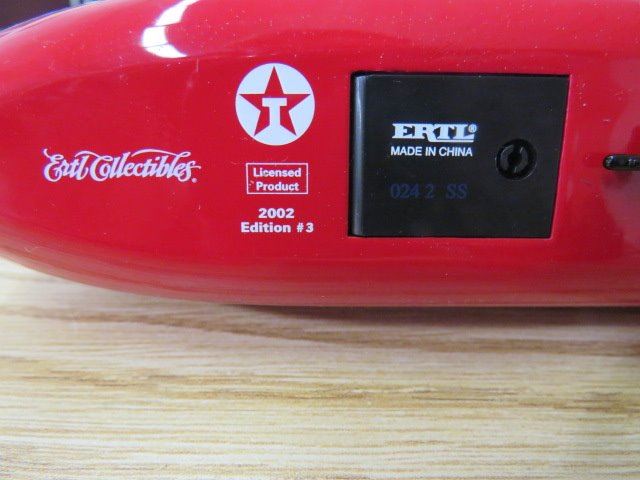 Ertl Collectibles®
T
Licensed
Product
2002
Edition #3
ERTL®
MADE IN CHINA
024 2 SS